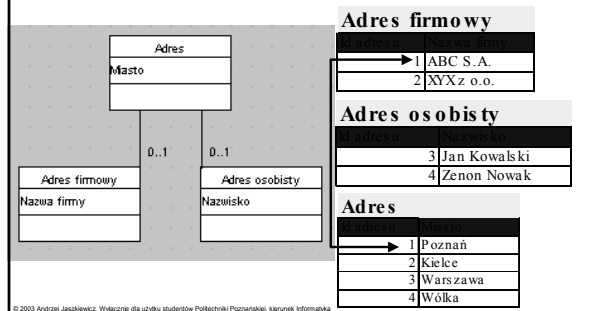 Adres
Miasto
0..1
0..1
Adres firmowy
Nazwa firmy
Adres osobisty
Nazwisko
Adres firmowy
Id adresu Nazwa firmy
1 ABC S.A.
2 XYX z o.o.
Adres osobisty
Id adresu Nazwisko
3 Jan Kowalski
4 Zenon Nowak
Adres
Id adresu Miasto
1 Poznań
2 Kielce
3 Warszawa
4 Wólka
© 2003 Andrzej Jaszkiewicz. Wyłącznie dla użytku studentów Politechniki Poznańskiej, kierunek Informatyka